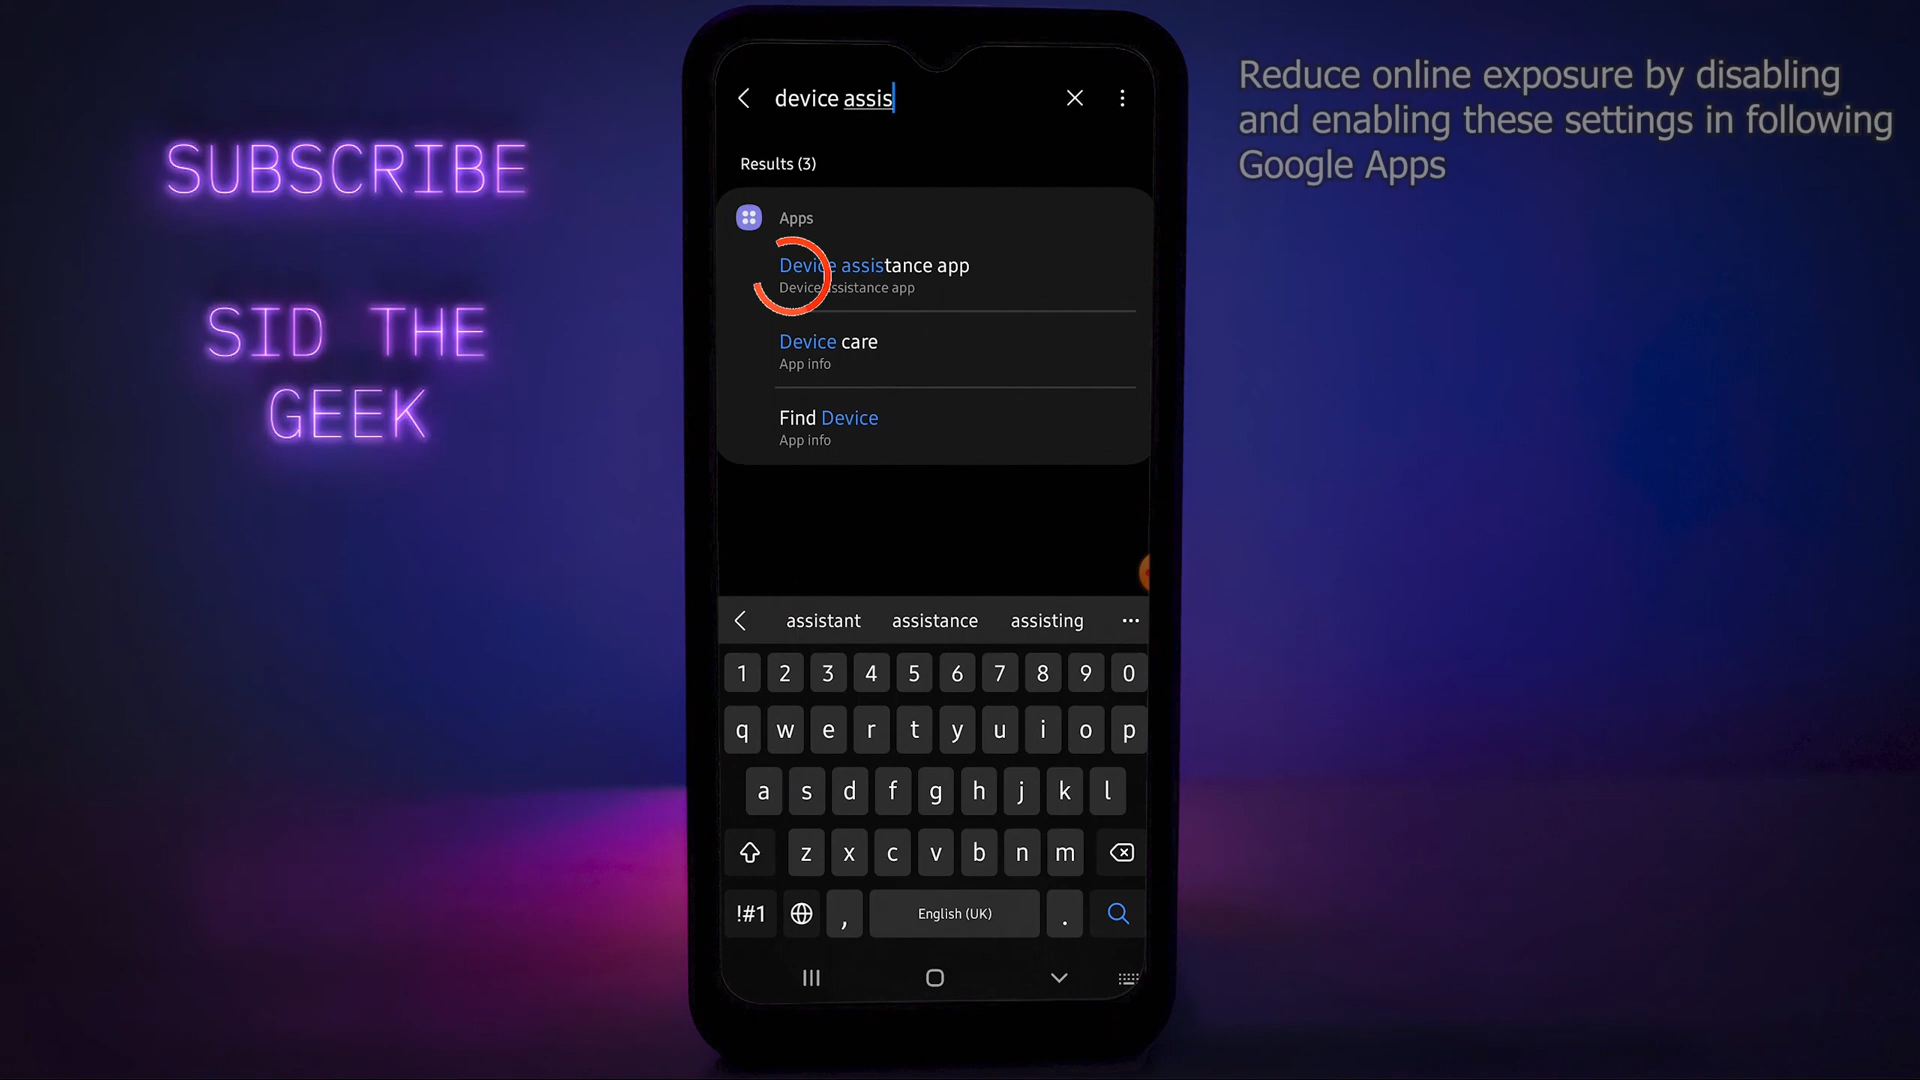 SUBSCRIBE
SID THE
GEEK
device assis
Results (3)
Apps
Device assistance app
Device assistance app
Device care
App info
Find Device
App info
assistant assistance assisting
1 2 3 4 5 6 7 8 9 0
q w e r t y u i o p
a s d f g h j k l
z x c v b n m
!#1 , English (UK) .
Reduce online exposure by disabling
and enabling these settings in following
Google Apps